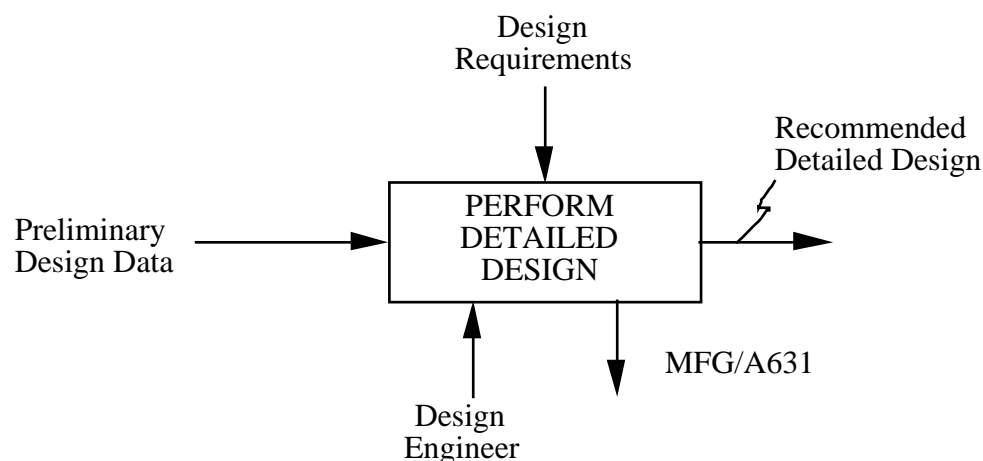 Design
Requirements
Recommended
Detailed Design
PERFORM
DETAILED
DESIGN
Preliminary
Design Data
MFG/A631
Design
Engineer